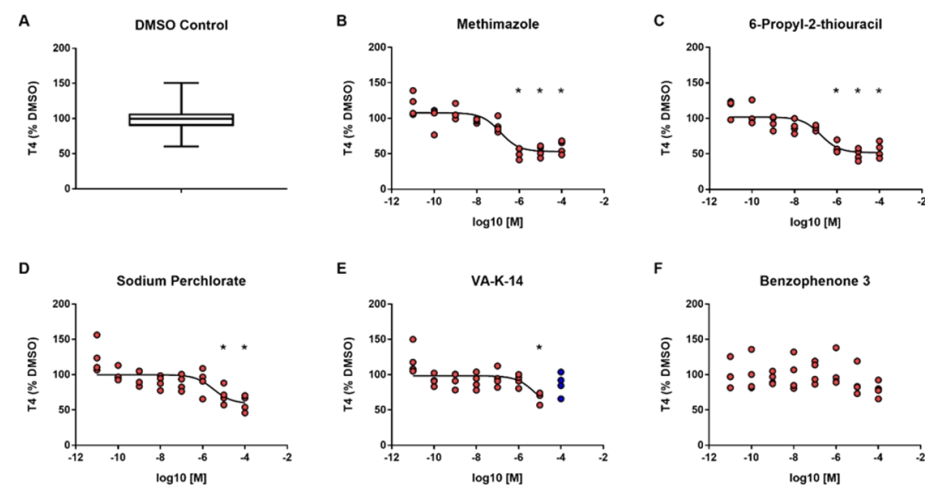 A
DMSO Control
T4 (% DMSO)
200
150
100
50
0
B
Methimazole
T4 (% DMSO)
200
150
100
50
0
* * *
-12 -10 -8 -6 -4 -2
log10 [M]
C
6-Propyl-2-thiouracil
T4 (% DMSO)
200
150
100
50
0
* * *
-12 -10 -8 -6 -4 -2
log10 [M]
D
Sodium Perchlorate
T4 (% DMSO)
200
150
100
50
0
* *
-12 -10 -8 -6 -4 -2
log10 [M]
E
VA-K-14
T4 (% DMSO)
200
150
100
50
0
*
-12 -10 -8 -6 -4 -2
log10 [M]
F
Benzophenone 3
T4 (% DMSO)
200
150
100
50
0
-12 -10 -8 -6 -4 -2
log10 [M]